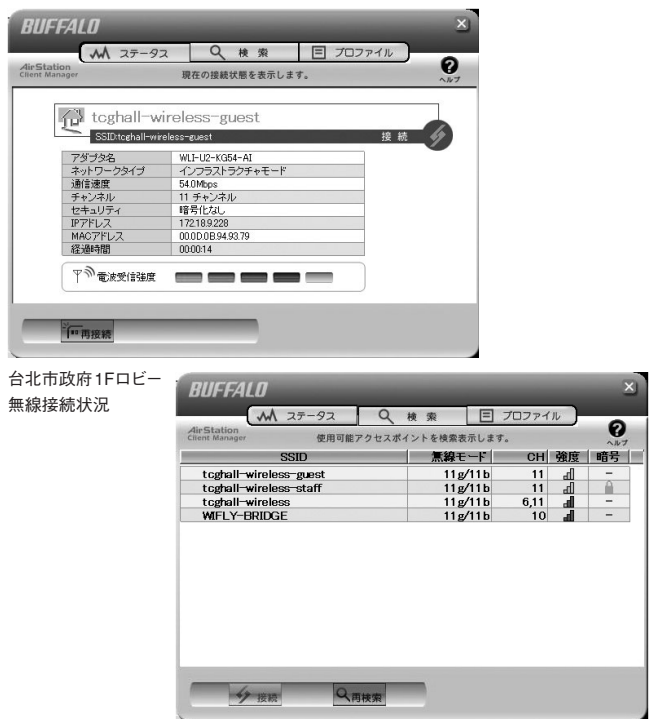 BUFFALO
ステータス 検索 プロファイル
AirStation
Client Manager
現在の接続状態を表示します。
ヘルプ
tcghall-wireless-guest
SSID:tcghall-wireless-guest 接続
アダプタ名 WLI-U2-KG54-AI
ネットワークタイプ インフラストラクチャモード
通信速度 54.0Mbps
チャンネル 11 チャンネル
セキュリティ 暗号化なし
IPアドレス 172.18.9.228
MACアドレス 00.0D.0B.94.93.79
経過時間 00:00:14
電波受信強度
再接続
台北市政府1Fロビー
無線接続状況
BUFFALO
ステータス 検索 プロファイル
AirStation
Client Manager
使用可能アクセスポイントを検索表示します。
ヘルプ
SSID 無線モード CH 強度 暗号
tcghall-wireless-guest 11g/11b 11 -
tcghall-wireless-staff 11g/11b 11
tcghall-wireless 11g/11b 6,11 -
WIFLY-BRIDGE 11g/11b 10 -
接続 再検索